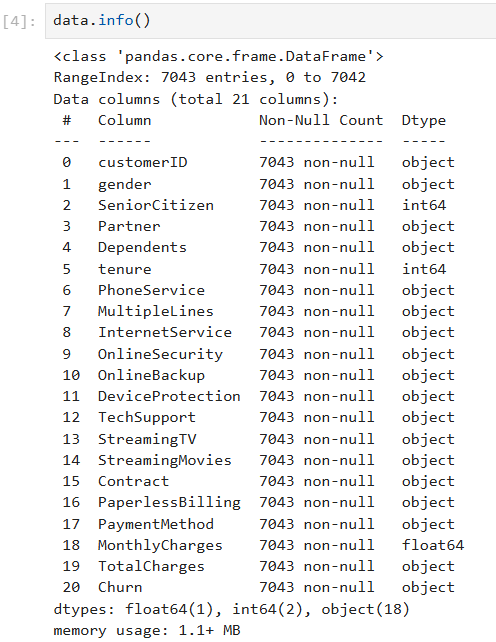 [4]: data.info()
<class 'pandas.core.frame.DataFrame'>
RangeIndex: 7043 entries, 0 to 7042
Data columns (total 21 columns):
 #   Column            Non-Null Count  Dtype
---  ------            --------------  -----
 0   customerID        7043 non-null   object
 1   gender            7043 non-null   object
 2   SeniorCitizen     7043 non-null   int64
 3   Partner           7043 non-null   object
 4   Dependents        7043 non-null   object
 5   tenure            7043 non-null   int64
 6   PhoneService      7043 non-null   object
 7   MultipleLines     7043 non-null   object
 8   InternetService   7043 non-null   object
 9   OnlineSecurity    7043 non-null   object
 10  OnlineBackup      7043 non-null   object
 11  DeviceProtection  7043 non-null   object
 12  TechSupport       7043 non-null   object
 13  StreamingTV       7043 non-null   object
 14  StreamingMovies   7043 non-null   object
 15  Contract          7043 non-null   object
 16  PaperlessBilling  7043 non-null   object
 17  PaymentMethod     7043 non-null   object
 18  MonthlyCharges    7043 non-null   float64
 19  TotalCharges      7043 non-null   object
 20  Churn             7043 non-null   object
dtypes: float64(1), int64(2), object(18)
memory usage: 1.1+ MB